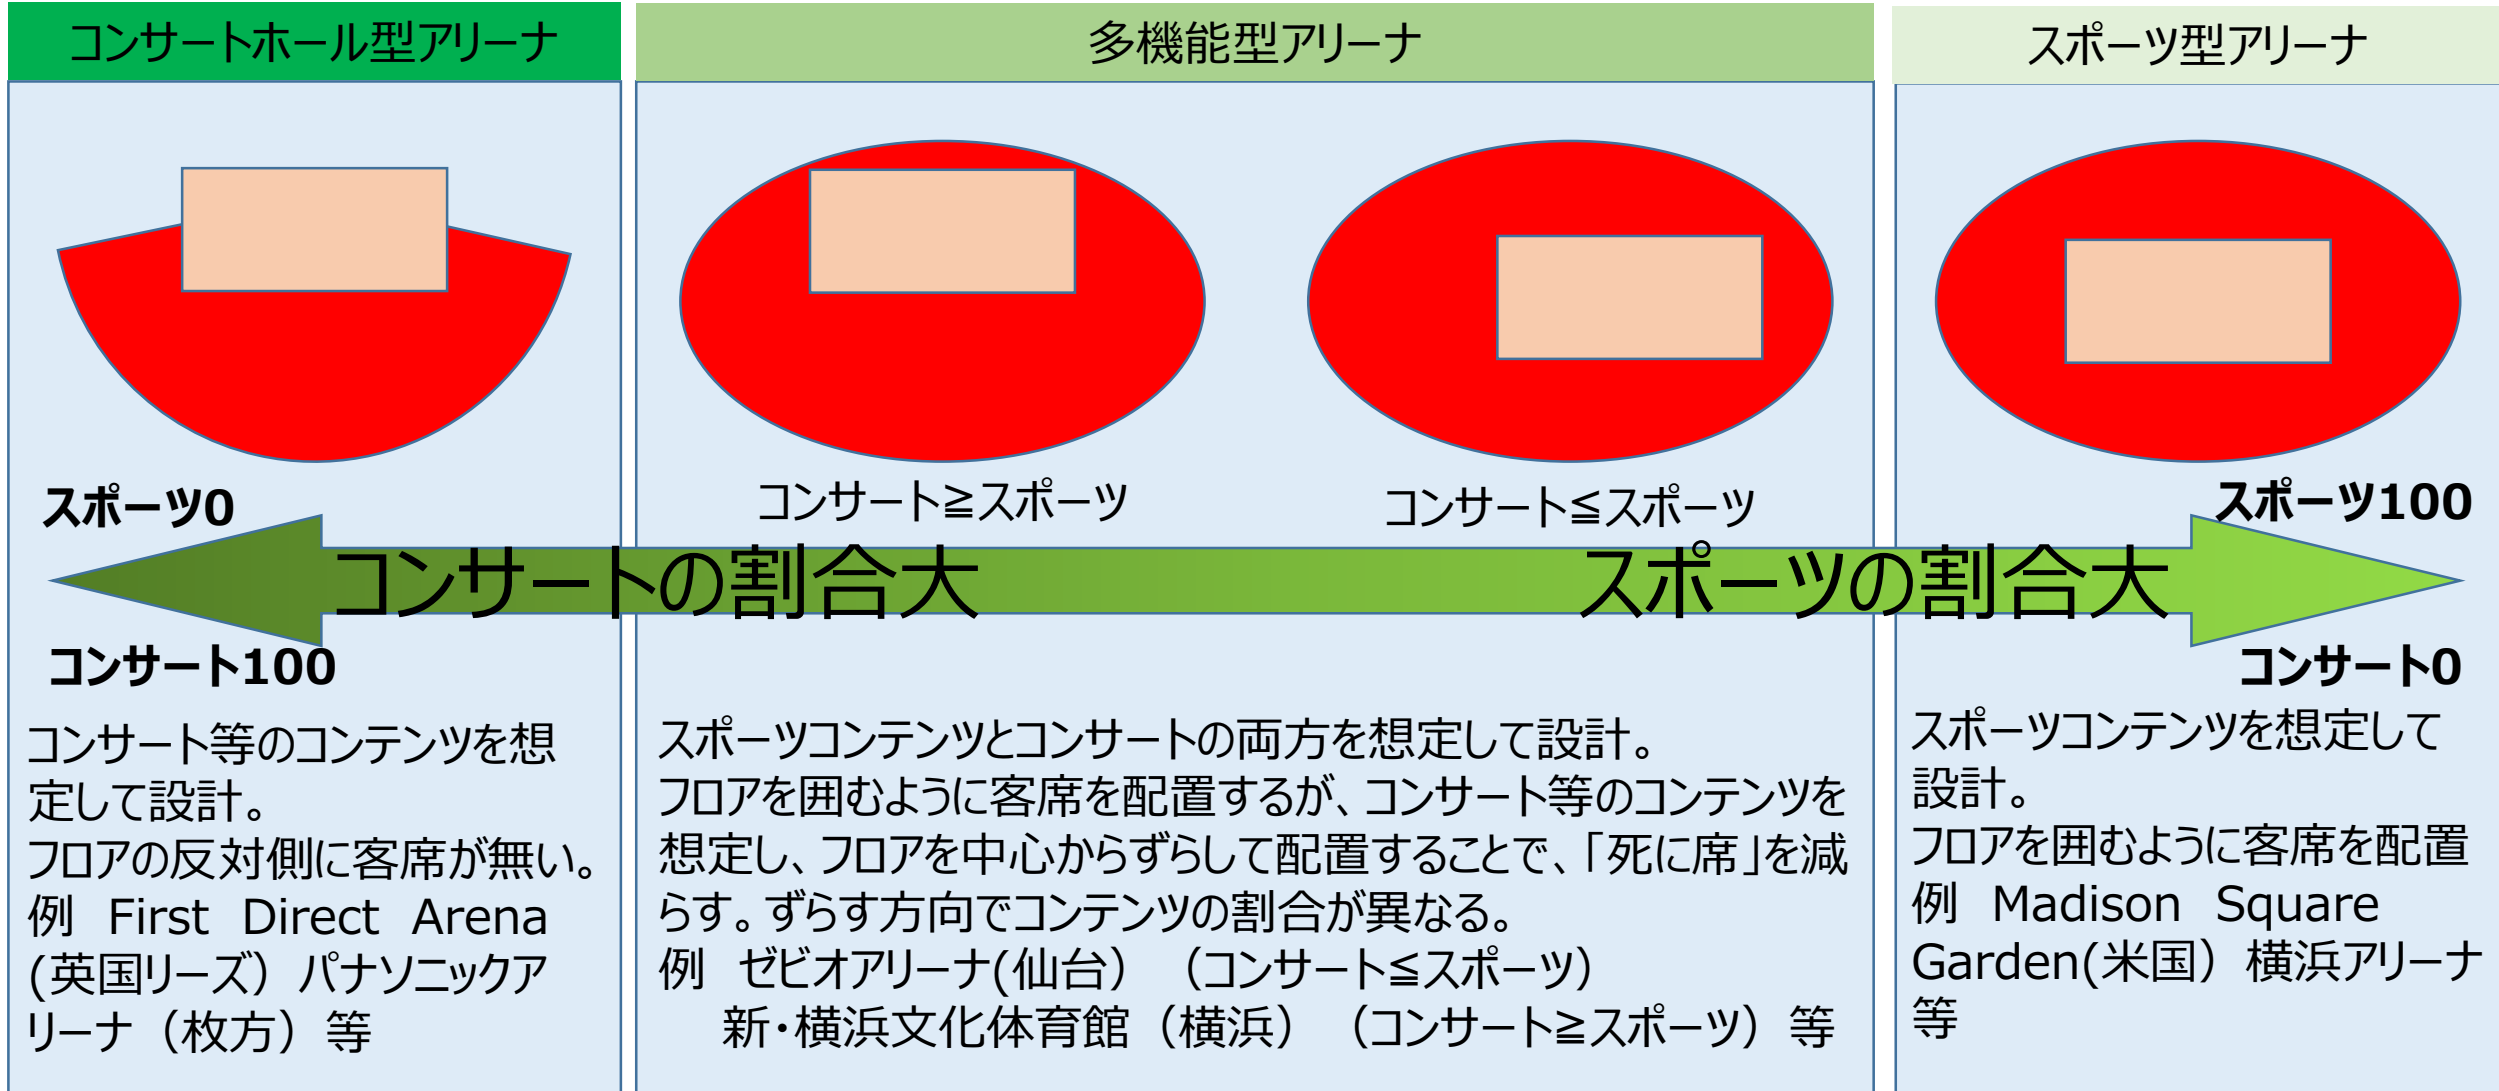 コンサートホール型アリーナ
多機能型アリーナ
スポーツ型アリーナ
コンサート≧スポーツ
コンサート≦スポーツ
スポーツ0
スポーツ100
コンサートの割合大
スポーツの割合大
コンサート100
コンサート0
コンサート等のコンテンツを想
定して設計。
フロアの反対側に客席が無い。
例 First Direct Arena
(英国リーズ) パナソニックア
リーナ（枚方）等
スポーツコンテンツとコンサートの両方を想定して設計。
フロアを囲むように客席を配置するが、コンサート等のコンテンツを
想定し、フロアを中心からずらして配置することで、「死に席」を減
らす。ずらす方向でコンテンツの割合が異なる。
例 ゼビオアリーナ(仙台） （コンサート≦スポーツ）
新・横浜文化体育館（横浜） （コンサート≧スポーツ）等
スポーツコンテンツを想定して
設計。
フロアを囲むように客席を配置
例 Madison Square
Garden(米国） 横浜アリーナ
等